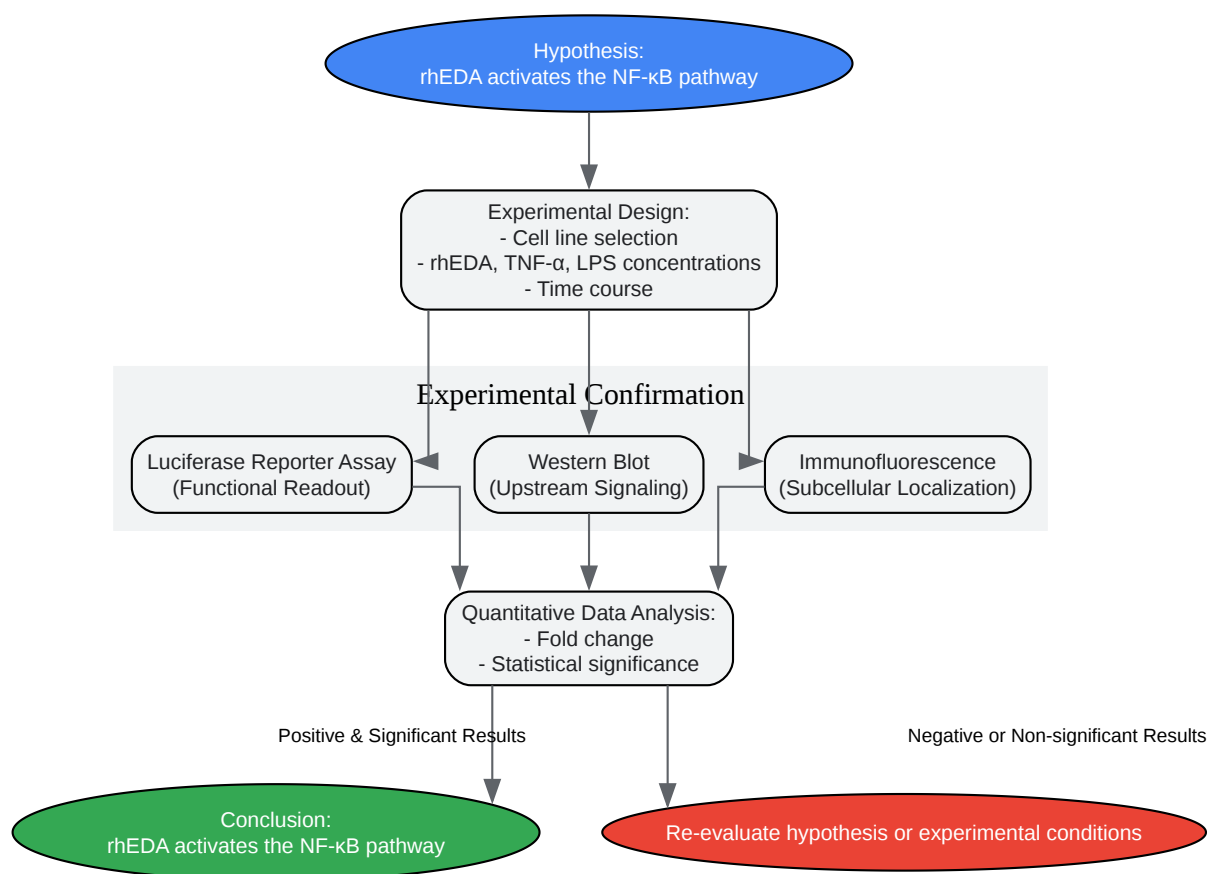 Hypothesis:
rhEDA activates the NF-κB pathway
Experimental Design:
- Cell line selection
- rhEDA, TNF-α, LPS concentrations
- Time course
Experimental Confirmation
Luciferase Reporter Assay
(Functional Readout)
Western Blot
(Upstream Signaling)
Immunofluorescence
(Subcellular Localization)
Quantitative Data Analysis:
- Fold change
- Statistical significance
Positive & Significant Results
Negative or Non-significant Results
Conclusion:
rhEDA activates the NF-κB pathway
Re-evaluate hypothesis or experimental conditions